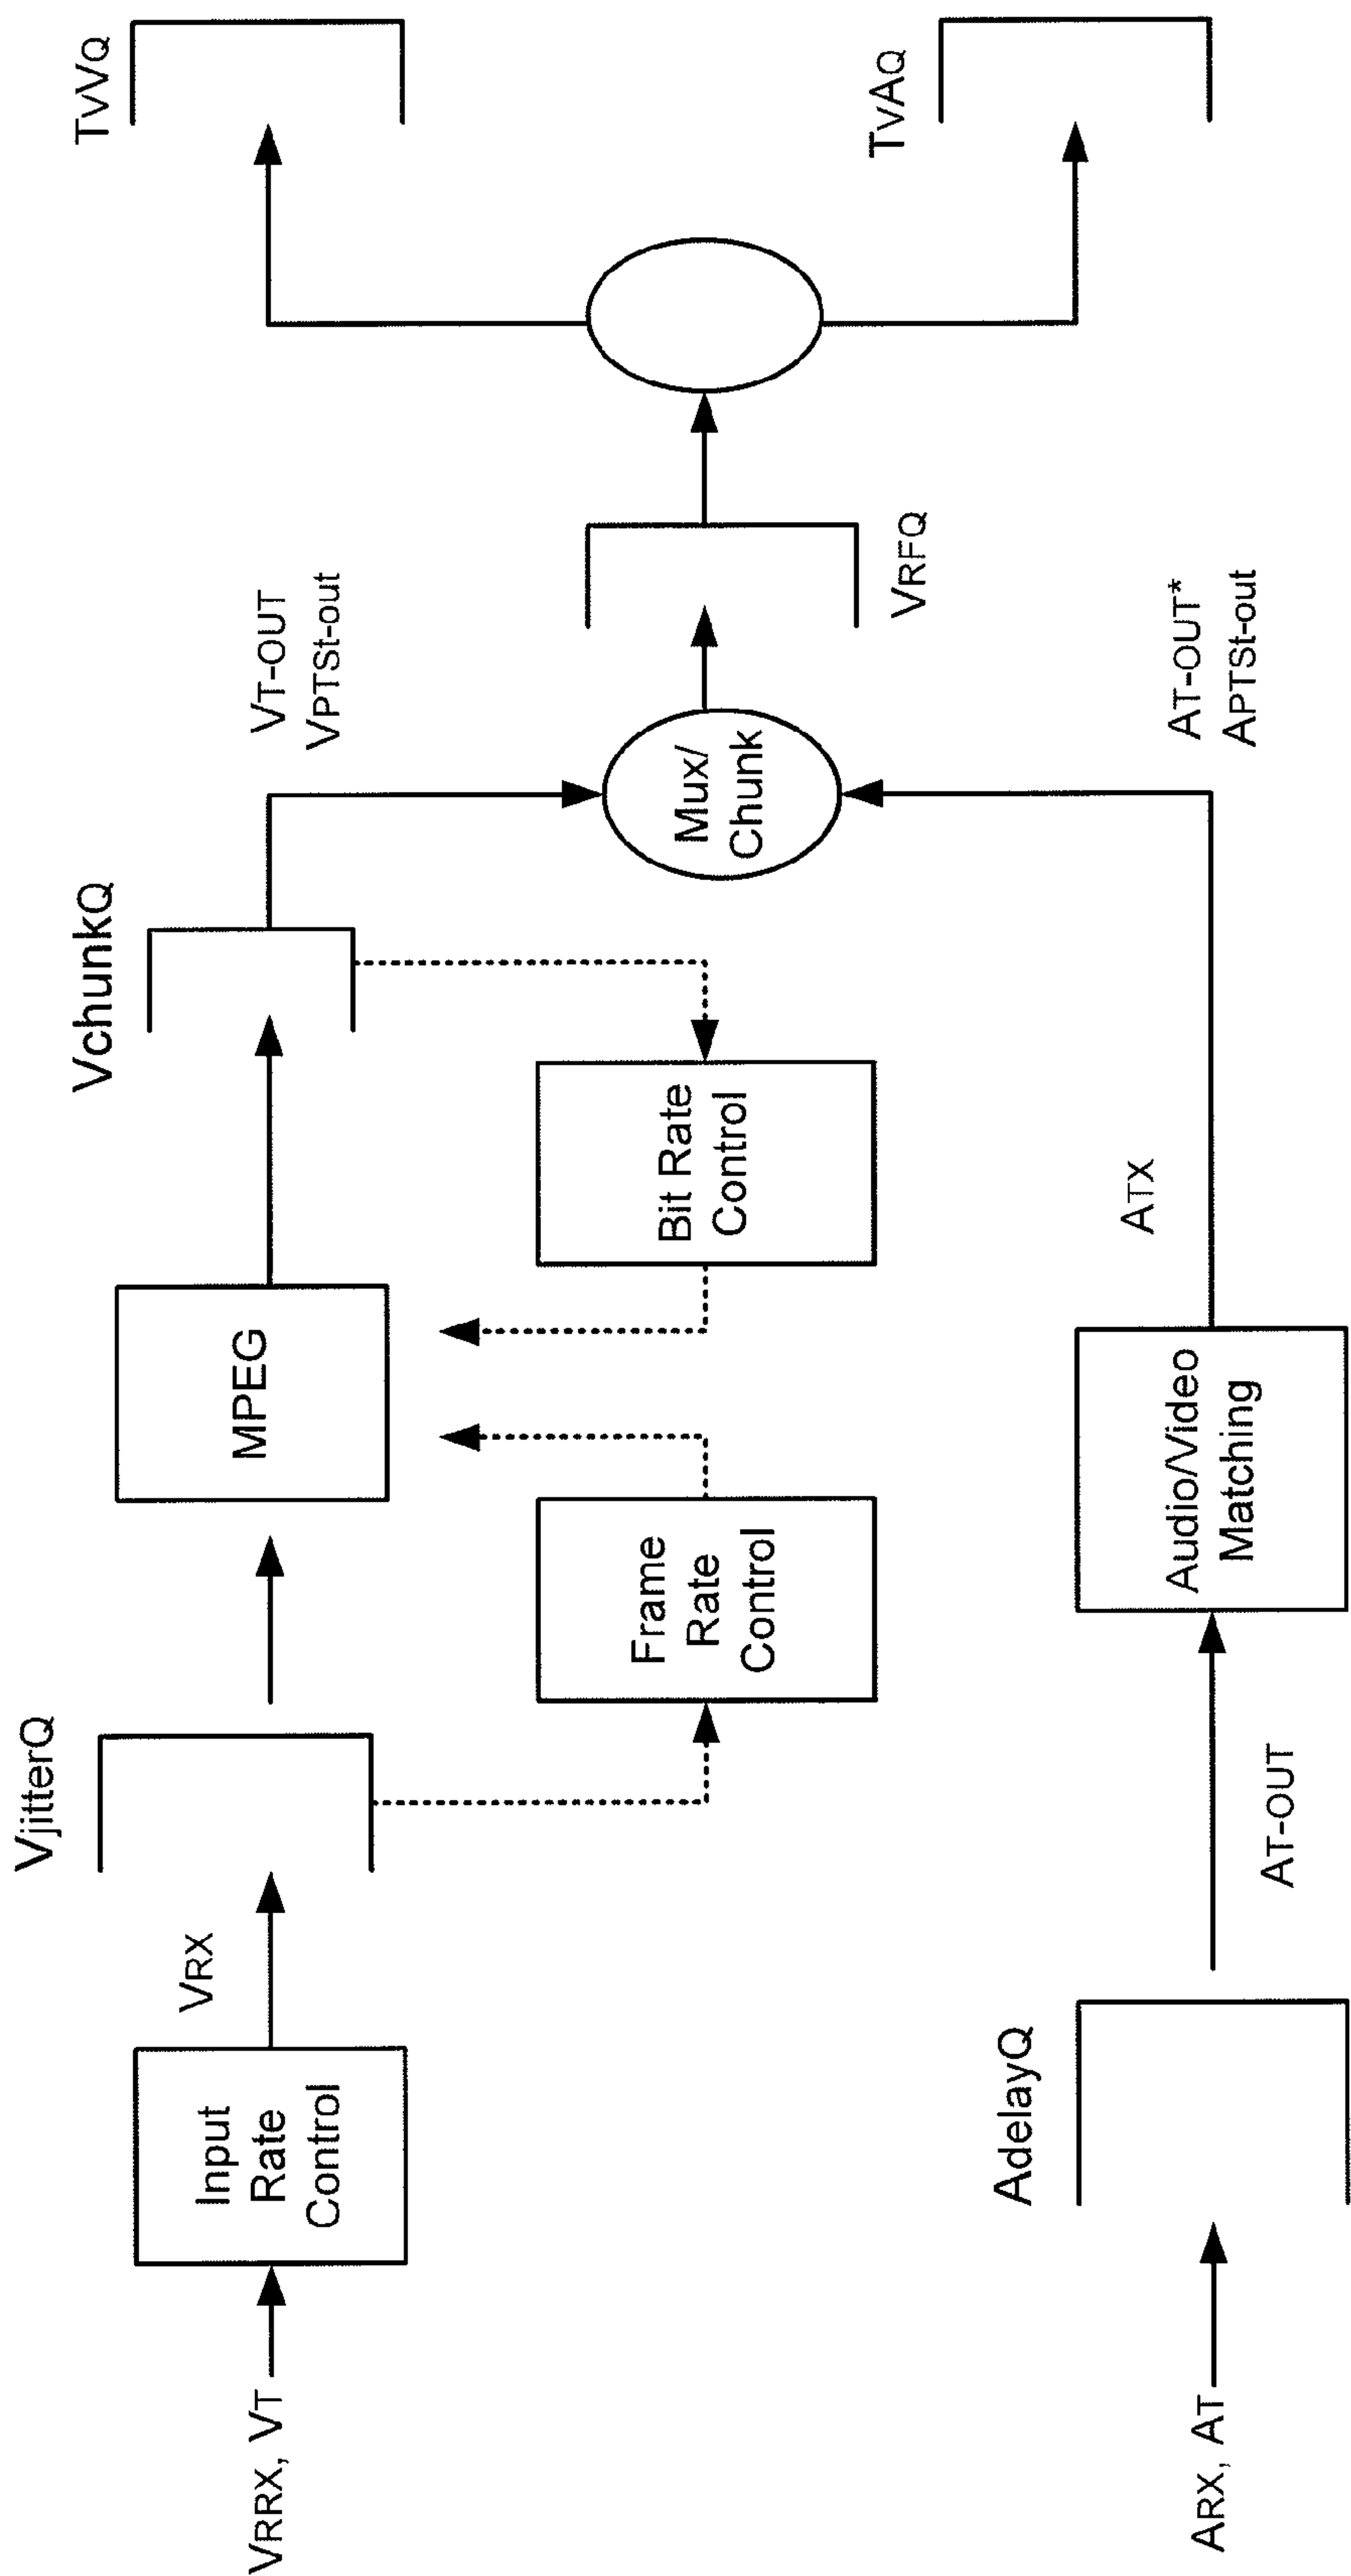 VRRX, VT
Input
Rate
Control
VRX
VjitterQ
MPEG
VchunkQ
VT-OUT
VPTSt-out
TVVQ
Frame
Rate
Control
Bit Rate
Control
Mux/
Chunk
VRFQ
ARX, AT
AdelayQ
AT-OUT
Audio/Video
Matching
ATX
AT-OUT*
APTSt-out
TVAQ